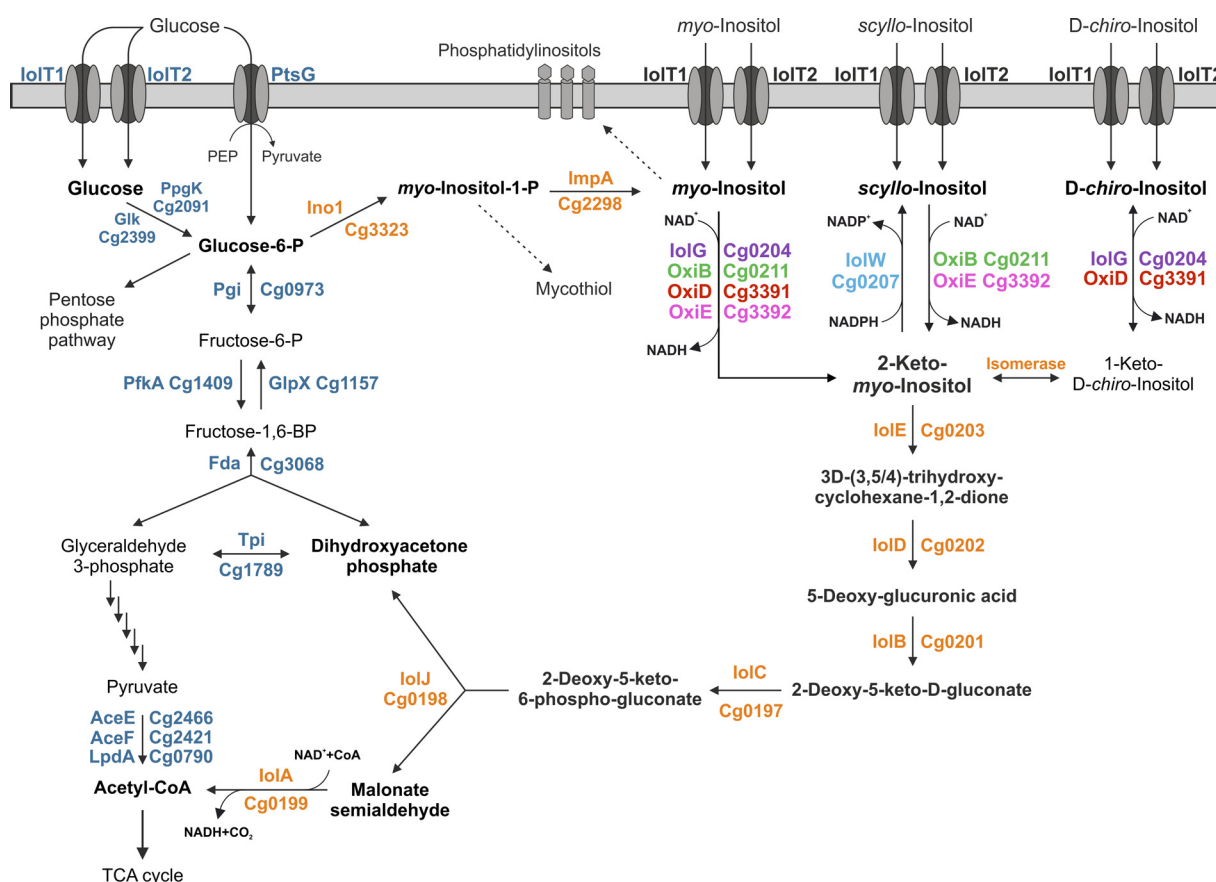 Glucose
myo-Inositol
scyllo-Inositol
D-chiro-Inositol
Phosphatidylinositols
IolT1
IolT2
PtsG
IolT1
IolT2
IolT1
IolT2
IolT1
IolT2
PEP
Pyruvate
Glucose
PpgK
Cg2091
Glk
Cg2399
Glucose-6-P
Ino1
Cg3323
myo-Inositol-1-P
ImpA
Cg2298
Mycothiol
myo-Inositol
scyllo-Inositol
D-chiro-Inositol
NAD⁺
IolG Cg0204
OxiB Cg0211
OxiD Cg3391
OxiE Cg3392
NADH
NADP⁺
IolW
Cg0207
NADPH
NAD⁺
OxiB Cg0211
OxiE Cg3392
NADH
NAD⁺
IolG Cg0204
OxiD Cg3391
NADH
Pentose
phosphate
pathway
Pgi Cg0973
Fructose-6-P
PfkA Cg1409
GlpX Cg1157
Fructose-1,6-BP
Fda Cg3068
2-Keto-
myo-Inositol
Isomerase
1-Keto-
D-chiro-Inositol
IolE Cg0203
3D-(3,5/4)-trihydroxy-
cyclohexane-1,2-dione
IolD Cg0202
5-Deoxy-glucuronic acid
IolB Cg0201
2-Deoxy-5-keto-D-gluconate
IolC
Cg0197
2-Deoxy-5-keto-
6-phospho-gluconate
IolJ
Cg0198
Glyceraldehyde
3-phosphate
Tpi
Cg1789
Dihydroxyacetone
phosphate
Pyruvate
AceE Cg2466
AceF Cg2421
LpdA Cg0790
Acetyl-CoA
IolA
Cg0199
NAD⁺+CoA
NADH+CO₂
Malonate
semialdehyde
TCA cycle